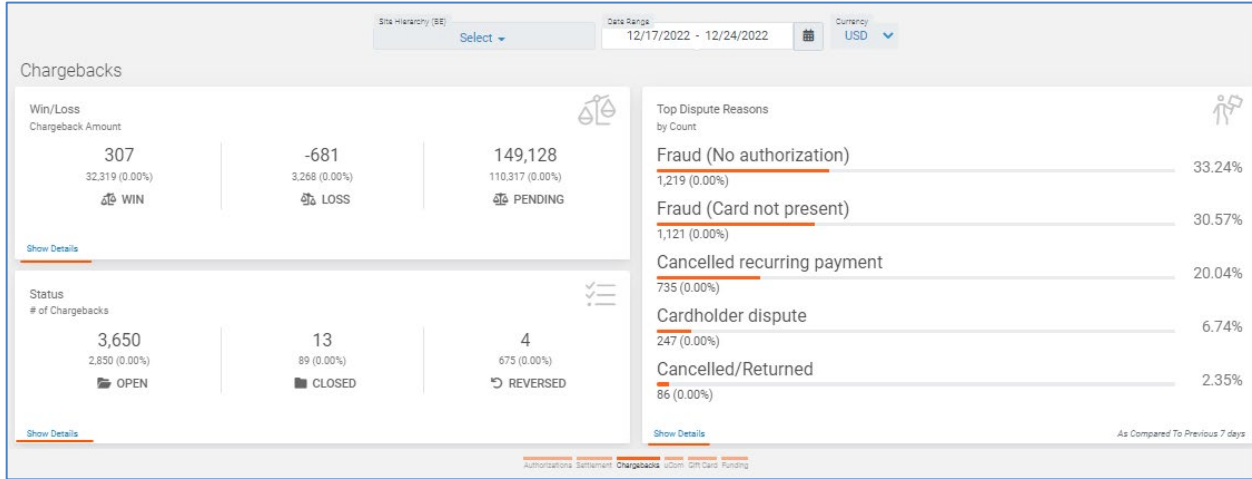 Site Hierarchy (SE)
Select
Date Range
12/17/2022 - 12/24/2022
Currency
USD
Chargebacks
Win/Loss
Chargeback Amount
307
32,319 (0.00%)
WIN
-681
3,268 (0.00%)
LOSS
149,128
110,317 (0.00%)
PENDING
Show Details
Status
# of Chargebacks
3,650
2,850 (0.00%)
OPEN
13
89 (0.00%)
CLOSED
4
675 (0.00%)
REVERSED
Show Details
Top Dispute Reasons
by Count
Fraud (No authorization)
33.24%
1,219 (0.00%)
Fraud (Card not present)
30.57%
1,121 (0.00%)
Cancelled recurring payment
20.04%
735 (0.00%)
Cardholder dispute
6.74%
247 (0.00%)
Cancelled/Returned
2.35%
86 (0.00%)
Show Details
As Compared To Previous 7 days
Authorizations Settlement Chargebacks uCom Gift Card Funding